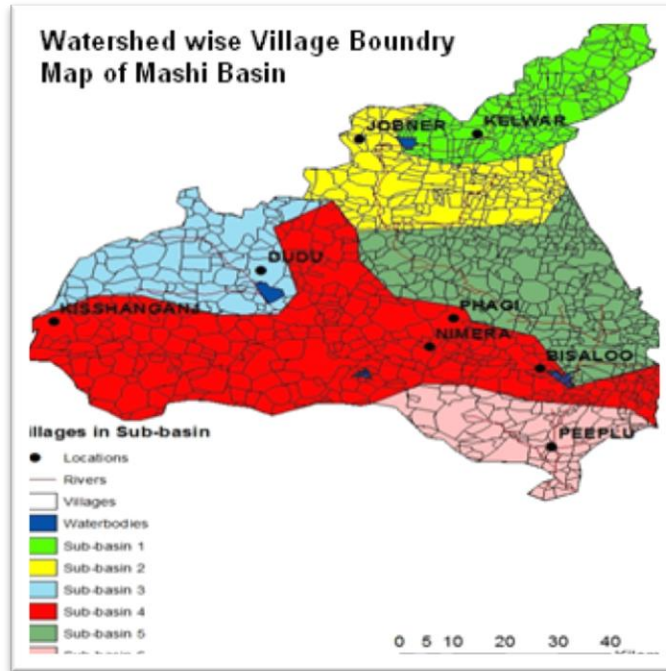 Watershed wise Village Boundry
Map of Mashi Basin
JOBNER
KELWAR
DUDU
KISSHANGANJ
PHAGI
NIMERA
BISALOO
PEEPLU
illages in Sub-basin
Locations
Rivers
Villages
Waterbodies
Sub-basin 1
Sub-basin 2
Sub-basin 3
Sub-basin 4
Sub-basin 5
0 5 10 20 30 40